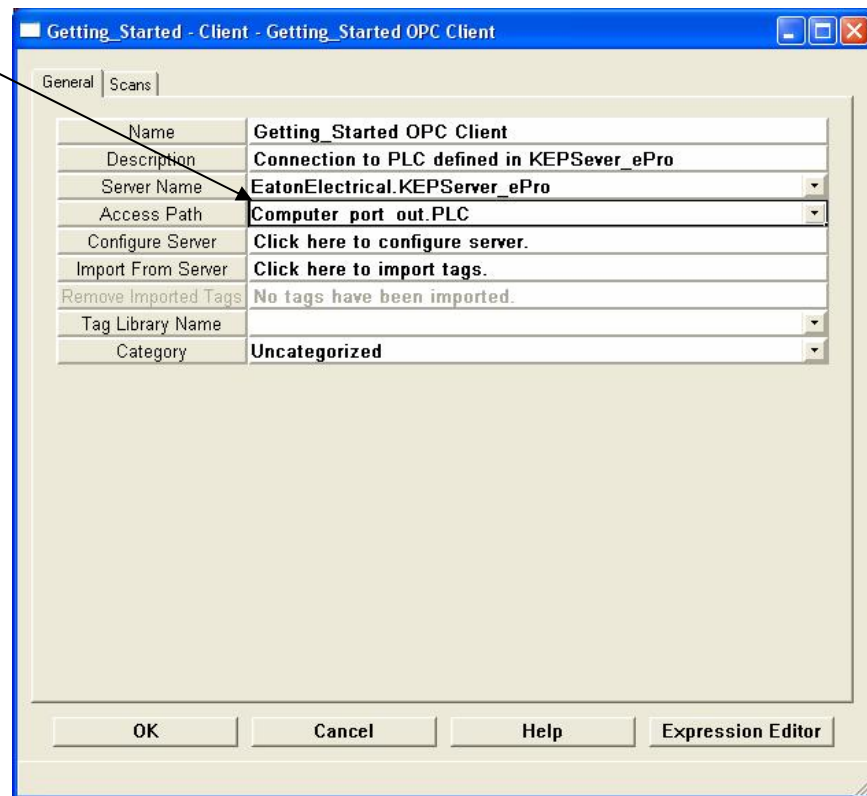 Getting_Started - Client - Getting_Started OPC Client
General Scans
Name Getting_Started OPC Client
Description Connection to PLC defined in KEPSever_ePro
Server Name EatonElectrical.KEPServer_ePro
Access Path Computer_port_out.PLC
Configure Server Click here to configure server.
Import From Server Click here to import tags.
Remove Imported Tags No tags have been imported.
Tag Library Name
Category Uncategorized
OK Cancel Help Expression Editor